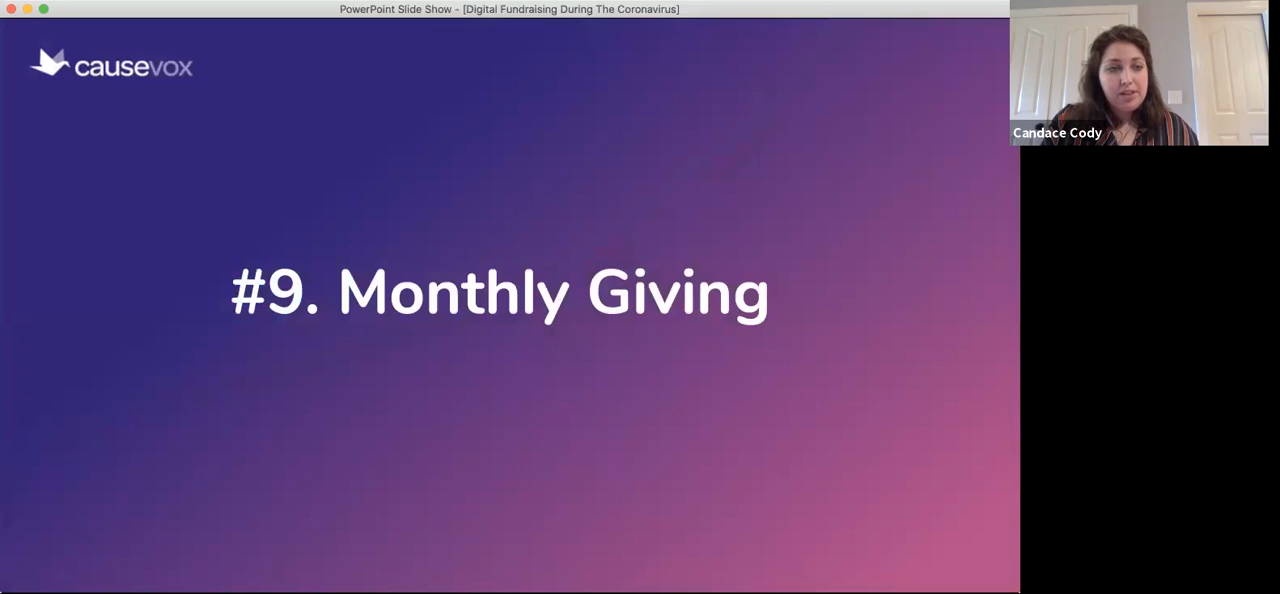 PowerPoint Slide Show - [Digital Fundraising During The Coronavirus]
causevox
#9. Monthly Giving
Candace Cody